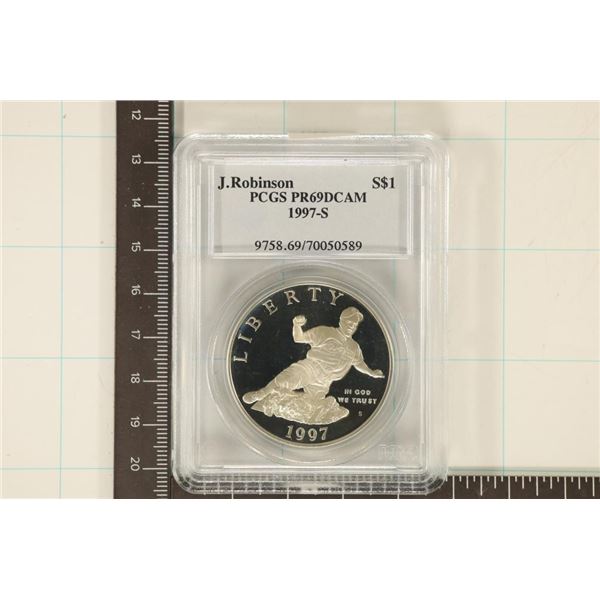 J.Robinson S$1
PCGS PR69DCAM
1997-S
9758.69/70050589
LIBERTY
IN GOD
WE TRUST
S
1997
12
13
14
15
16
17
18
19
20